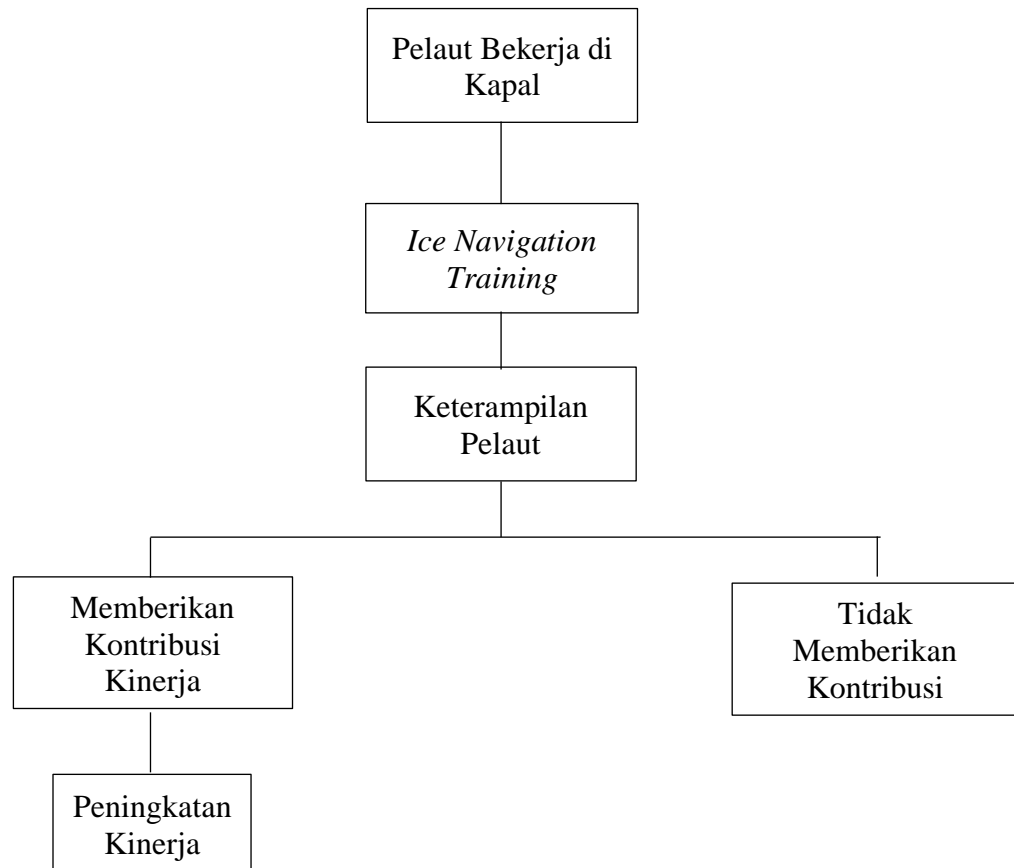 Pelaut Bekerja di
Kapal
Ice Navigation
Training
Keterampilan
Pelaut
Memberikan
Kontribusi
Kinerja
Tidak
Memberikan
Kontribusi
Peningkatan
Kinerja